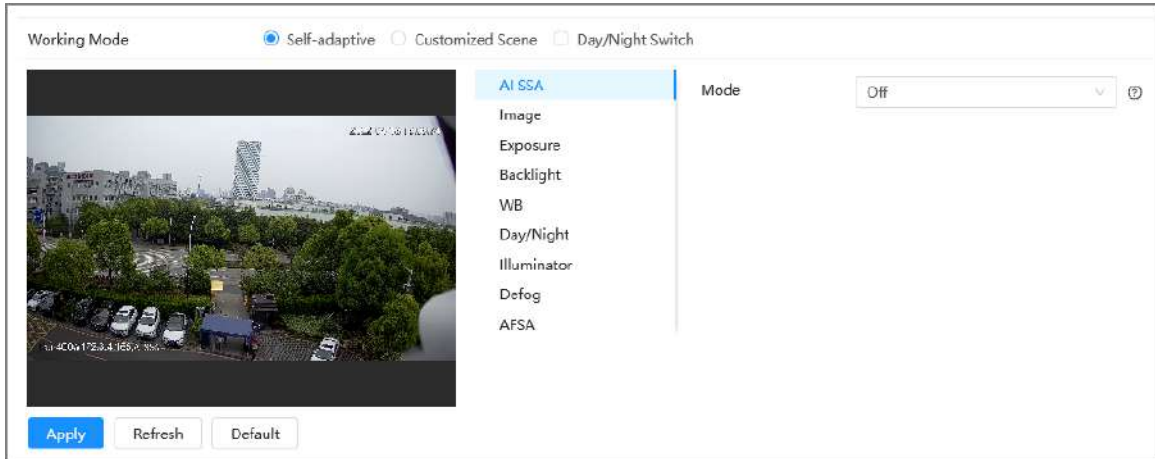 Working Mode Self-adaptive Customized Scene Day/Night Switch
AI SSA
Mode Off
Image
Exposure
Backlight
WB
Day/Night
Illuminator
Defog
AFSA
Apply Refresh Default